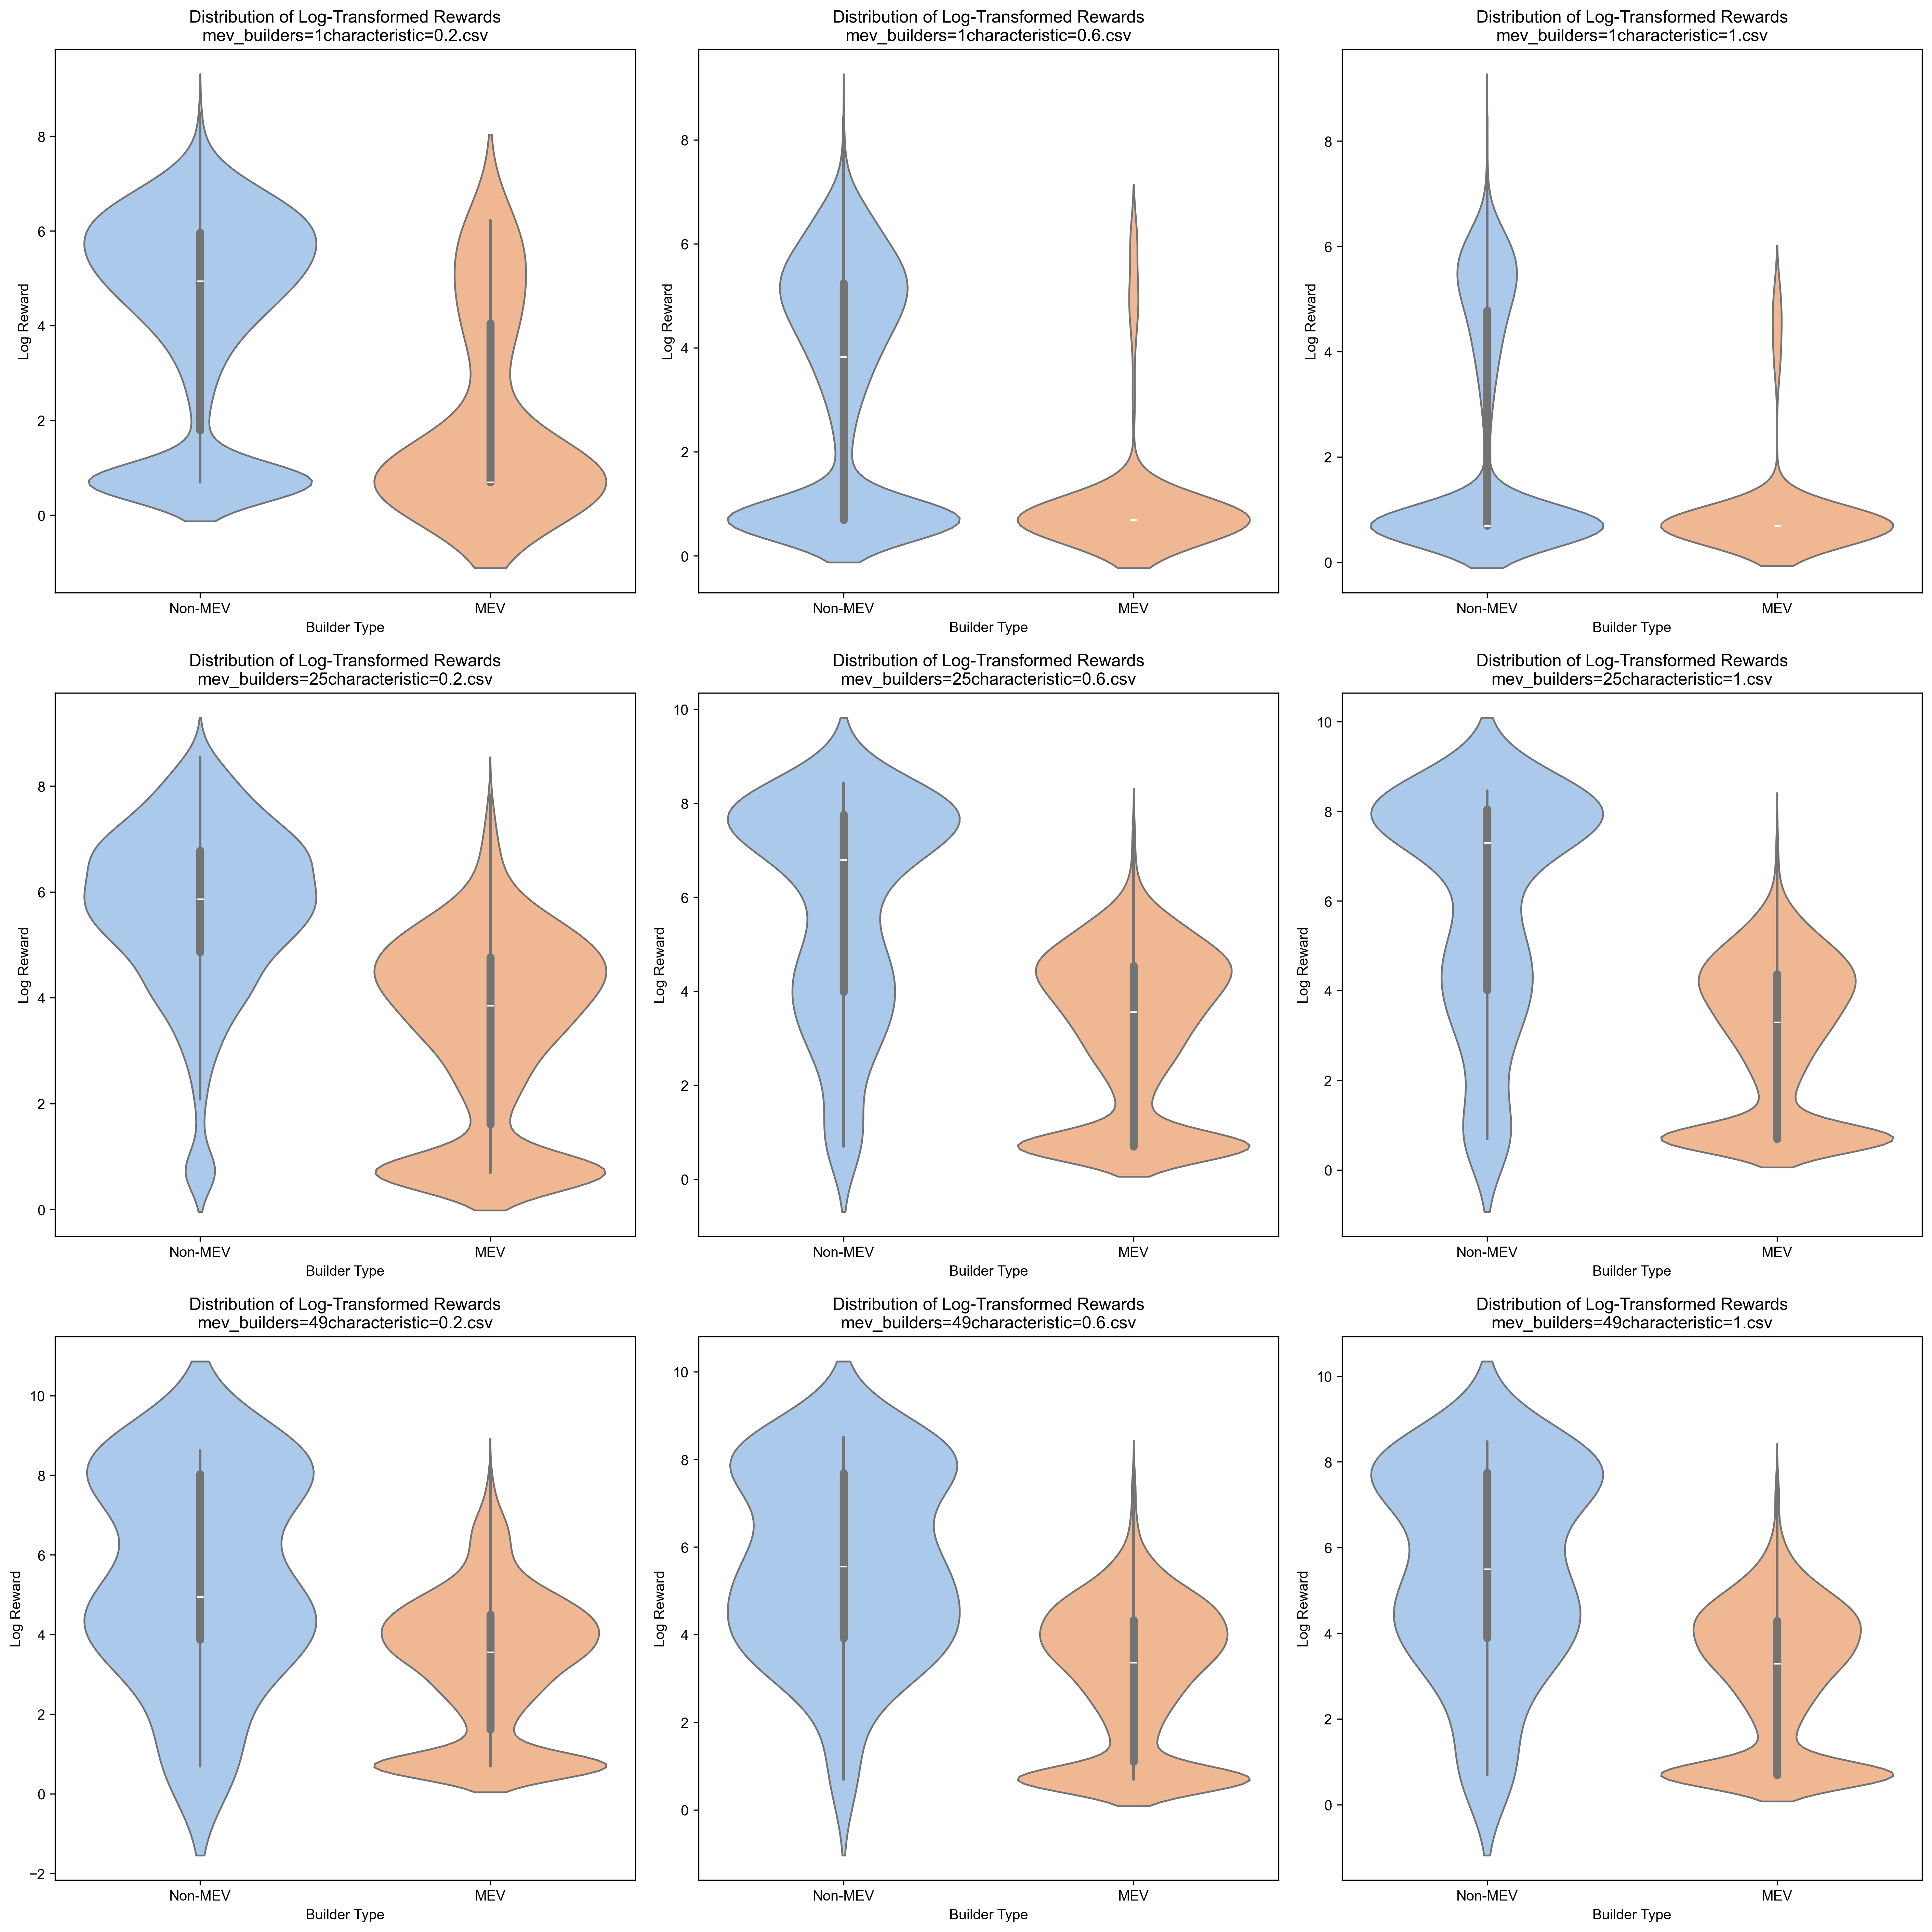 Distribution of Log-Transformed Rewards
mev_builders=1characteristic=0.2.csv
8
6
4
2
0
Log Reward
Non-MEV
MEV
Builder Type
Distribution of Log-Transformed Rewards
mev_builders=1characteristic=0.6.csv
8
6
4
2
0
Log Reward
Non-MEV
MEV
Builder Type
Distribution of Log-Transformed Rewards
mev_builders=1characteristic=1.csv
8
6
4
2
0
Log Reward
Non-MEV
MEV
Builder Type
Distribution of Log-Transformed Rewards
mev_builders=25characteristic=0.2.csv
8
6
4
2
0
Log Reward
Non-MEV
MEV
Builder Type
Distribution of Log-Transformed Rewards
mev_builders=25characteristic=0.6.csv
10
8
6
4
2
0
Log Reward
Non-MEV
MEV
Builder Type
Distribution of Log-Transformed Rewards
mev_builders=25characteristic=1.csv
10
8
6
4
2
0
Log Reward
Non-MEV
MEV
Builder Type
Distribution of Log-Transformed Rewards
mev_builders=49characteristic=0.2.csv
10
8
6
4
2
0
−2
Log Reward
Non-MEV
MEV
Builder Type
Distribution of Log-Transformed Rewards
mev_builders=49characteristic=0.6.csv
10
8
6
4
2
0
Log Reward
Non-MEV
MEV
Builder Type
Distribution of Log-Transformed Rewards
mev_builders=49characteristic=1.csv
10
8
6
4
2
0
Log Reward
Non-MEV
MEV
Builder Type